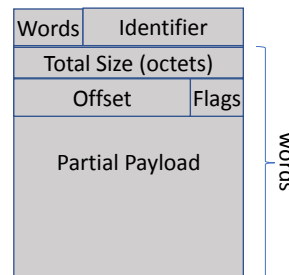 Words Identifier
Total Size (octets)
Offset Flags
Partial Payload
words